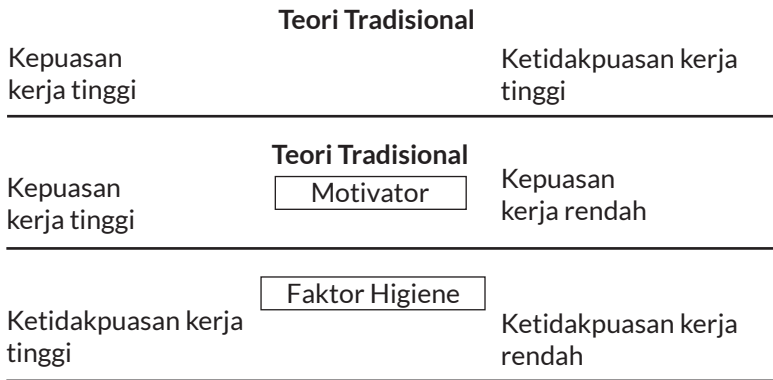 Teori Tradisional
Kepuasan
kerja tinggi
Ketidakpuasan kerja
tinggi
Teori Tradisional
Kepuasan
kerja tinggi
Motivator
Kepuasan
kerja rendah
Faktor Higiene
Ketidakpuasan kerja
tinggi
Ketidakpuasan kerja
rendah